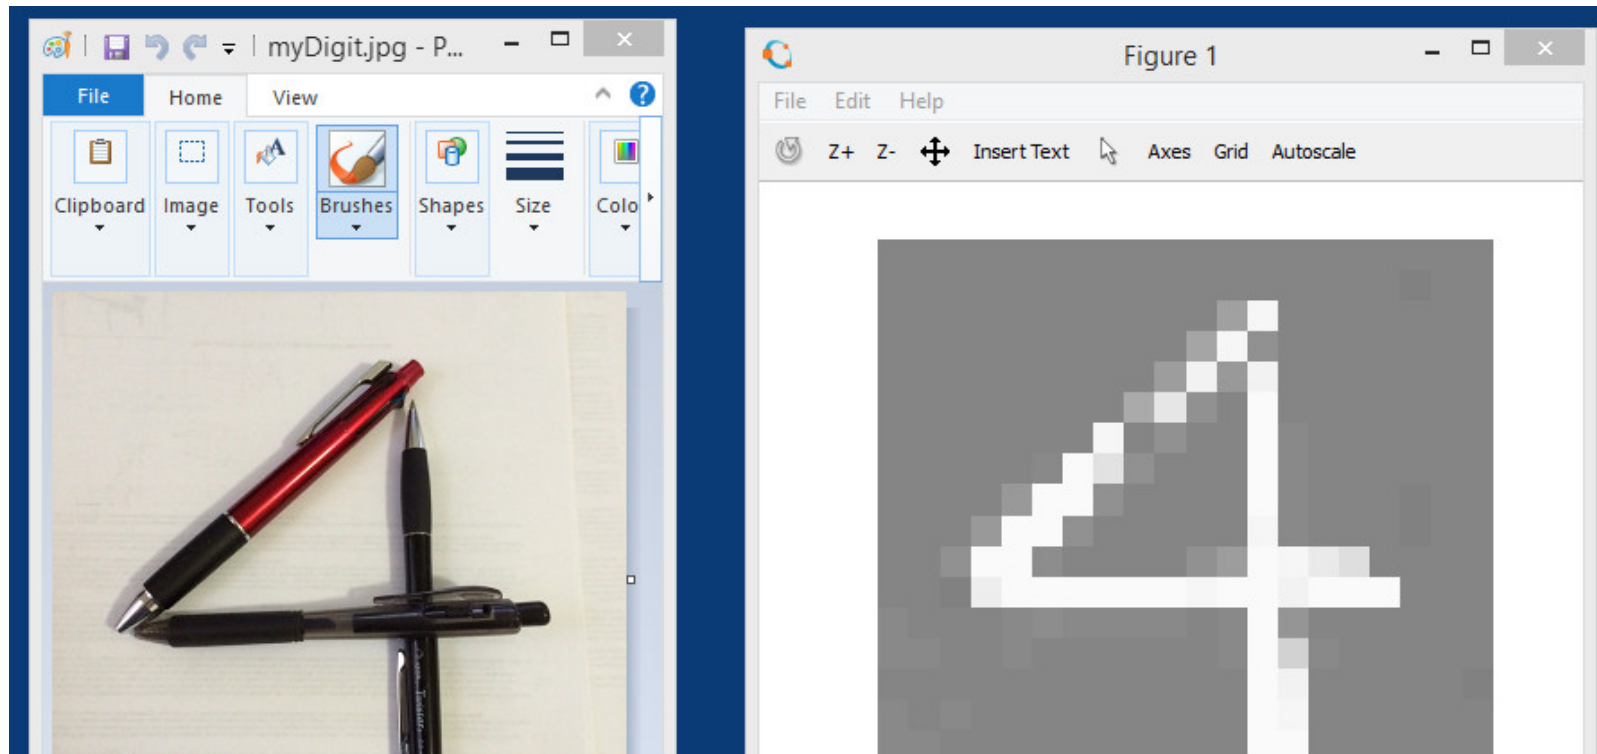 myDigit.jpg - P...
File Home View
Clipboard Image Tools Brushes Shapes Size Colo
Figure 1
File Edit Help
Z+ Z- Insert Text Axes Grid Autoscale